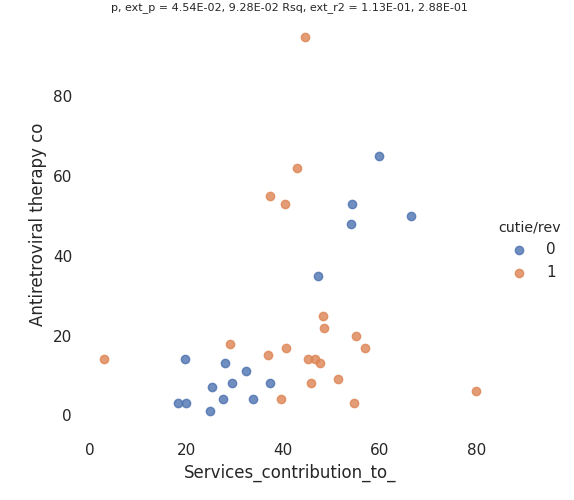 p, ext_p = 4.54E-02, 9.28E-02 Rsq, ext_r2 = 1.13E-01, 2.88E-01
80
60
40
20
0
Antiretroviral therapy co
cutie/rev
0
1
0 20 40 60 80
Services_contribution_to_